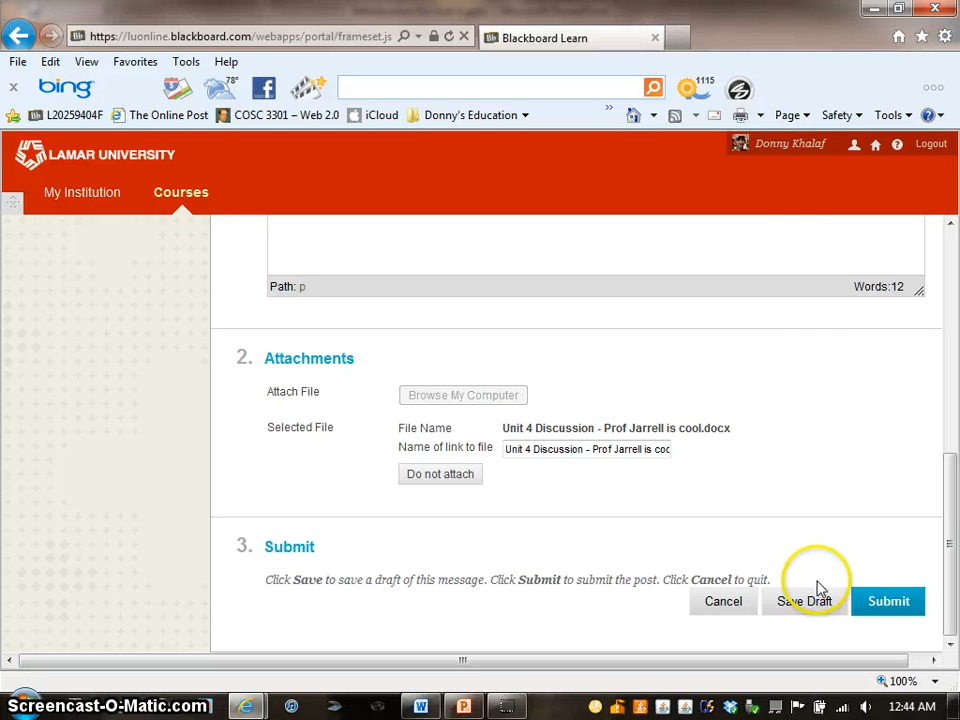 https://luonline.blackboard.com/webapps/portal/frameset.js
Blackboard Learn
File Edit View Favorites Tools Help
bing 78° 1115
L20259404F The Online Post COSC 3301 – Web 2.0 iCloud Donny's Education Page Safety Tools
LAMAR UNIVERSITY
Donny Khalaf Logout
My Institution Courses
Path: p Words:12
2. Attachments
Attach File Browse My Computer
Selected File File Name Unit 4 Discussion - Prof Jarrell is cool.docx
Name of link to file Unit 4 Discussion - Prof Jarrell is coo
Do not attach
3. Submit
Click Save to save a draft of this message. Click Submit to submit the post. Click Cancel to quit.
Cancel Save Draft Submit
100%
Screencast-O-Matic.com 12:44 AM